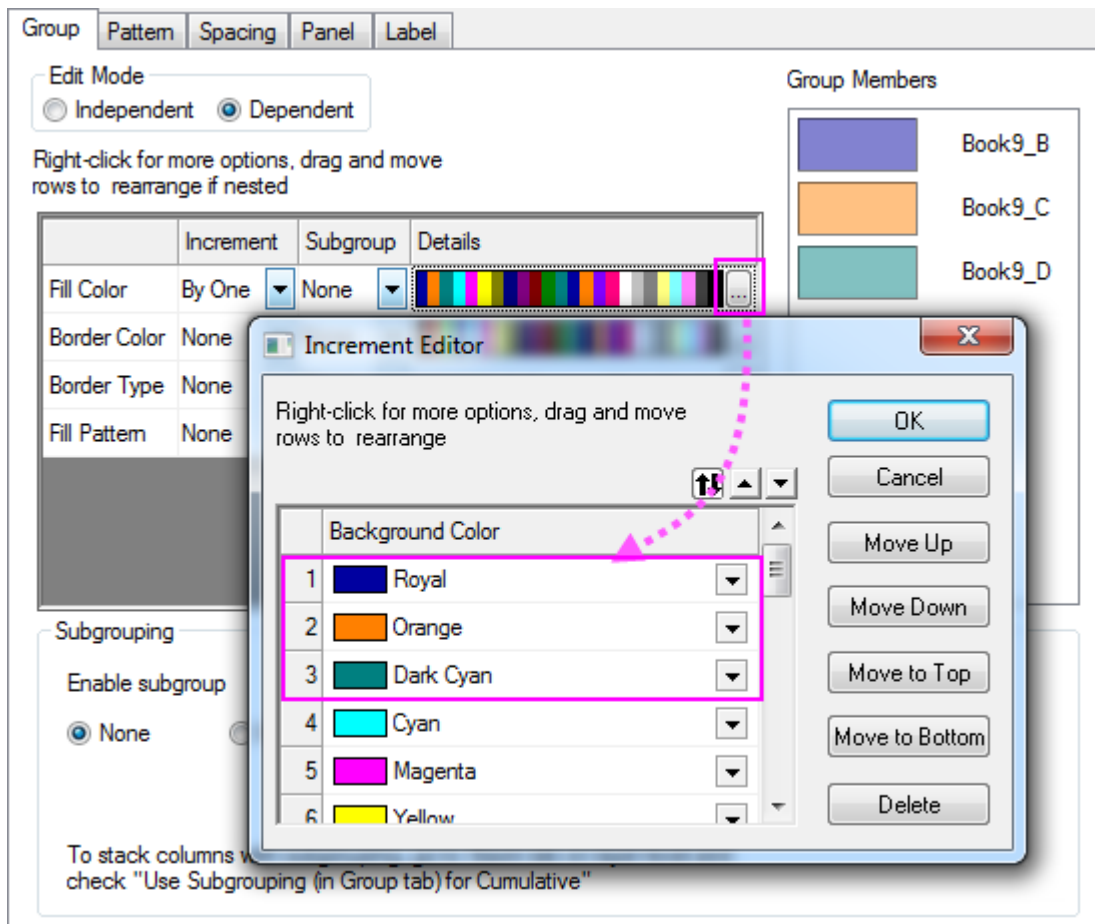 Group Pattern Spacing Panel Label
Edit Mode
Independent Dependent
Group Members
Book9_B
Book9_C
Book9_D
Right-click for more options, drag and move
rows to rearrange if nested
Increment Subgroup Details
Fill Color By One None ...
Border Color None
Border Type None
Fill Pattern None
Increment Editor
Right-click for more options, drag and move
rows to rearrange
OK
Cancel
Move Up
Move Down
Move to Top
Move to Bottom
Delete
Background Color
1 Royal
2 Orange
3 Dark Cyan
4 Cyan
5 Magenta
6 Yellow
Subgrouping
Enable subgroup
None
To stack columns
check "Use Subgrouping (in Group tab) for Cumulative"